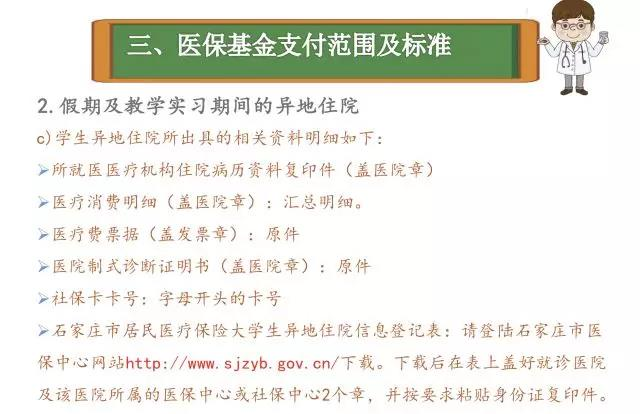 三、医保基金支付范围及标准
2.假期及教学实习期间的异地住院
c)学生异地住院所出具的相关资料明细如下：
➢所就医医疗机构住院病历资料复印件（盖医院章）
➢医疗消费明细（盖医院章）：汇总明细。
➢医疗费票据（盖发票章）：原件
➢医院制式诊断证明书（盖医院章）：原件
➢社保卡卡号：字母开头的卡号
➢石家庄市居民医疗保险大学生异地住院信息登记表：请登陆石家庄市医
保中心网站http://www.sjzyb.gov.cn/下载。下载后在表上盖好就诊医院
及该医院所属的医保中心或社保中心2个章，并按要求粘贴身份证复印件。